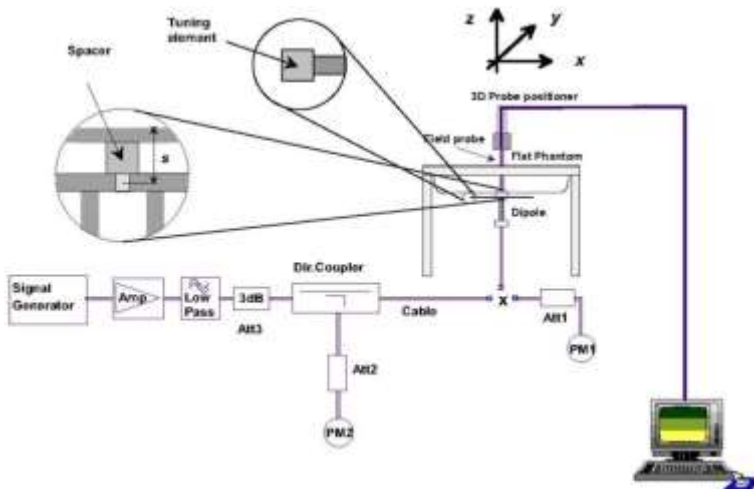 Tuning
element
Spacer
z
y
x
3D Probe positioner
Field probe
Flat Phantom
s
Dipole
Dir.Coupler
Signal
Generator
Amp
Low
Pass
3dB
Cable
x
Att3
Att1
PM1
Att2
PM2